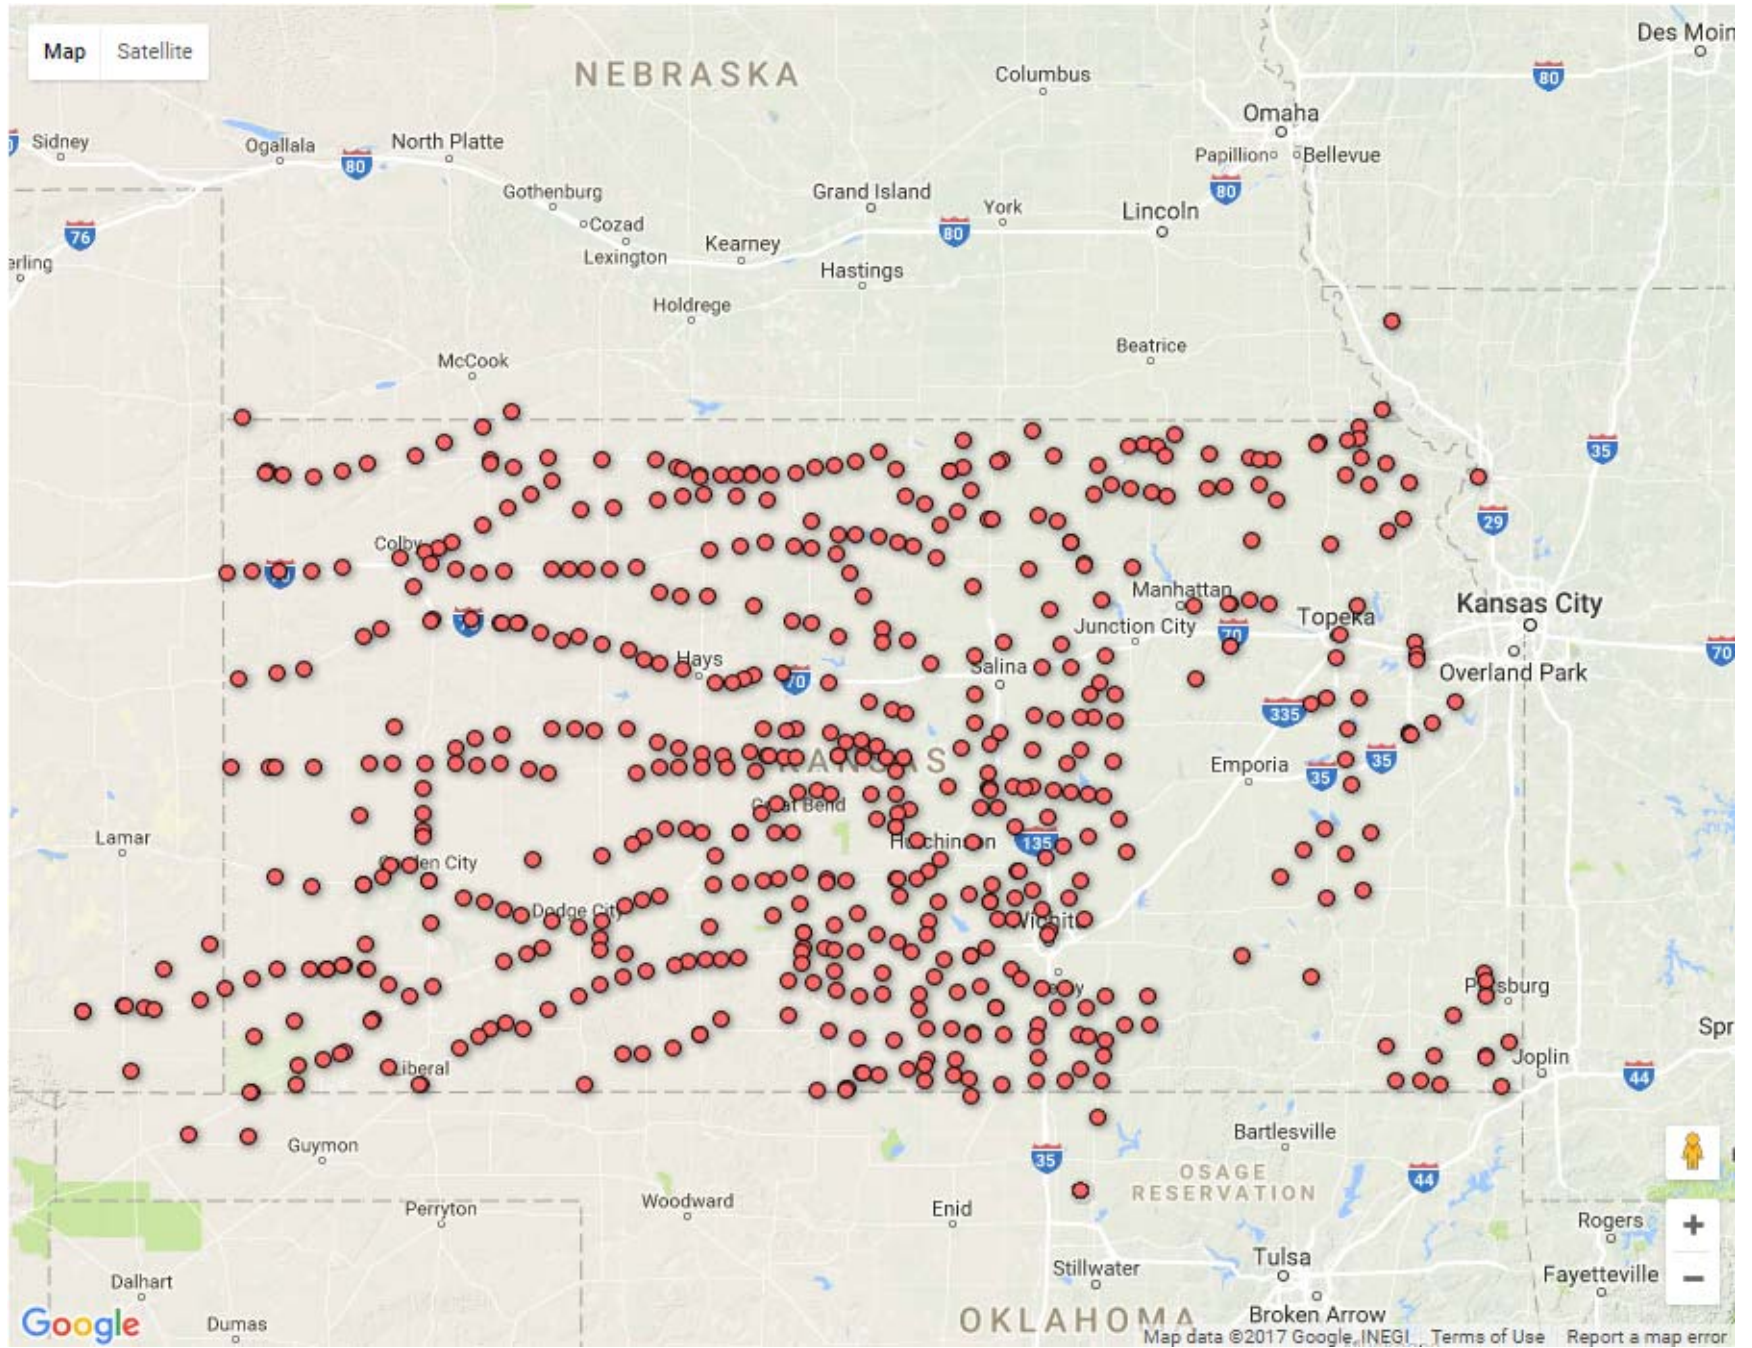 Map Satellite
Des Moin
NEBRASKA
Columbus
80
Omaha
Sidney
Ogallala
North Platte
80
Papillion
Bellevue
80
Gothenburg
Grand Island
York
Lincoln
Cozad
76
80
Kearney
erling
Lexington
Hastings
Holdrege
Beatrice
McCook
35
29
Colby
Manhattan
Kansas City
Topeka
Junction City
70
70
Hays
Salina
Overland Park
70
335
KANSAS
Emporia
35
35
Great Bend
Lamar
Hutchinson
135
Garden City
Dodge City
Wichita
Pittsburg
Spr
Liberal
Joplin
44
Guymon
Bartlesville
35
OSAGE
RESERVATION
44
Woodward
Perryton
Enid
Rogers
+
Tulsa
Stillwater
Fayetteville
−
Dalhart
Broken Arrow
Google
Dumas
OKLAHOMA
Map data ©2017 Google, INEGI Terms of Use Report a map error